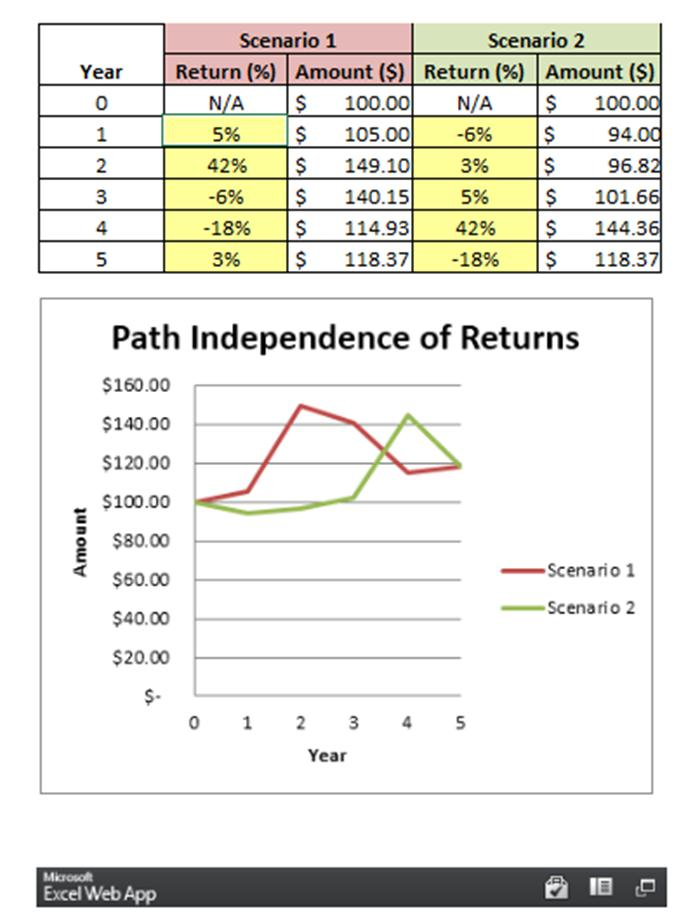 Scenario 1 Scenario 2
Year Return (%) Amount ($) Return (%) Amount ($)
0 N/A $ 100.00 N/A $ 100.00
1 5% $ 105.00 -6% $ 94.00
2 42% $ 149.10 3% $ 96.82
3 -6% $ 140.15 5% $ 101.66
4 -18% $ 114.93 42% $ 144.36
5 3% $ 118.37 -18% $ 118.37
Path Independence of Returns
$160.00
$140.00
$120.00
$100.00
$80.00
$60.00
$40.00
$20.00
$-
Amount
0 1 2 3 4 5
Year
Scenario 1
Scenario 2
Microsoft
Excel Web App